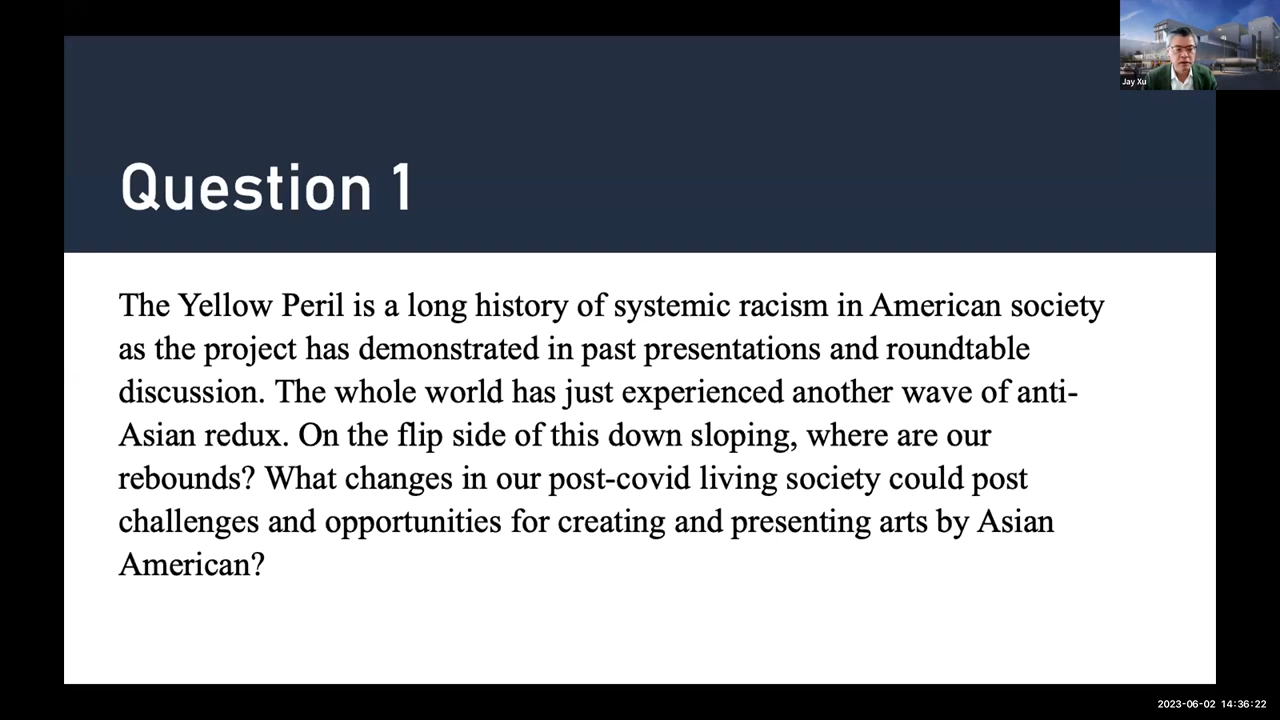 Jay Xu
Question 1
The Yellow Peril is a long history of systemic racism in American society
as the project has demonstrated in past presentations and roundtable
discussion. The whole world has just experienced another wave of anti-
Asian redux. On the flip side of this down sloping, where are our
rebounds? What changes in our post-covid living society could post
challenges and opportunities for creating and presenting arts by Asian
American?
2023-06-02 14:36:22